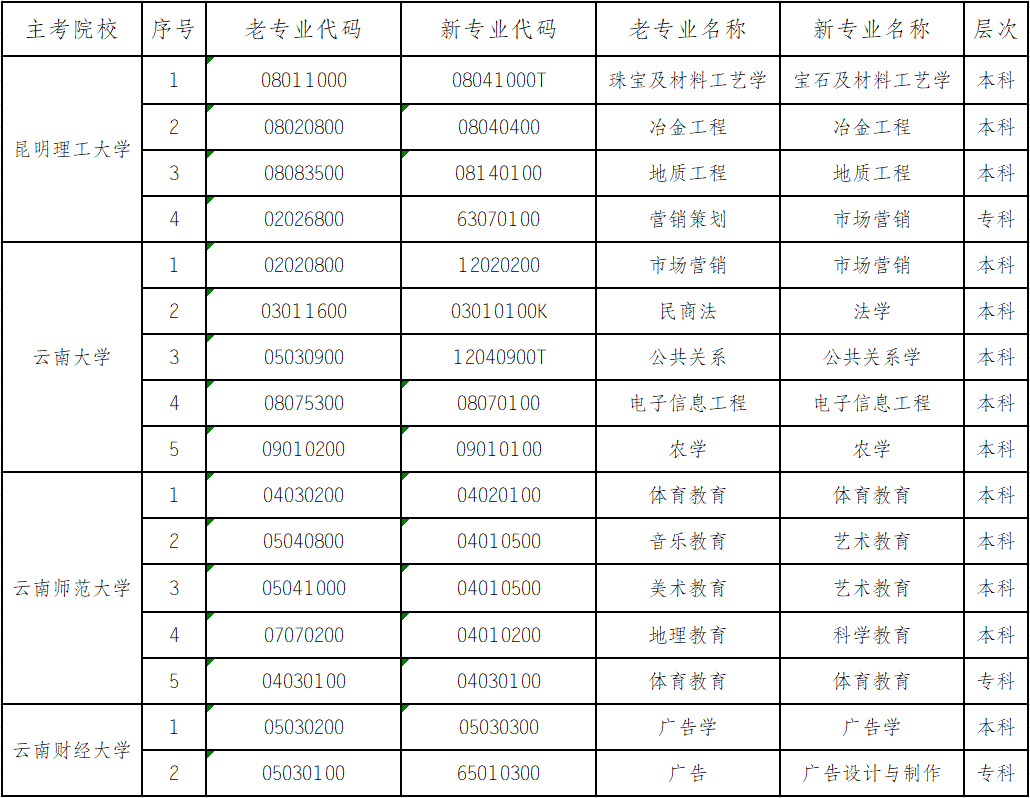 主考院校 序号 老专业代码 新专业代码 老专业名称 新专业名称 层次
昆明理工大学
1 08011000 08041000T 珠宝及材料工艺学 宝石及材料工艺学 本科
2 08020800 08040400 冶金工程 冶金工程 本科
3 08083500 08140100 地质工程 地质工程 本科
4 02026800 63070100 营销策划 市场营销 专科
云南大学
1 02020800 12020200 市场营销 市场营销 本科
2 03011600 03010100K 民商法 法学 本科
3 05030900 12040900T 公共关系 公共关系学 本科
4 08075300 08070100 电子信息工程 电子信息工程 本科
5 09010200 09010100 农学 农学 本科
云南师范大学
1 04030200 04020100 体育教育 体育教育 本科
2 05040800 04010500 音乐教育 艺术教育 本科
3 05041000 04010500 美术教育 艺术教育 本科
4 07070200 04010200 地理教育 科学教育 本科
5 04030100 04030100 体育教育 体育教育 专科
云南财经大学
1 05030200 05030300 广告学 广告学 本科
2 05030100 65010300 广告 广告设计与制作 专科